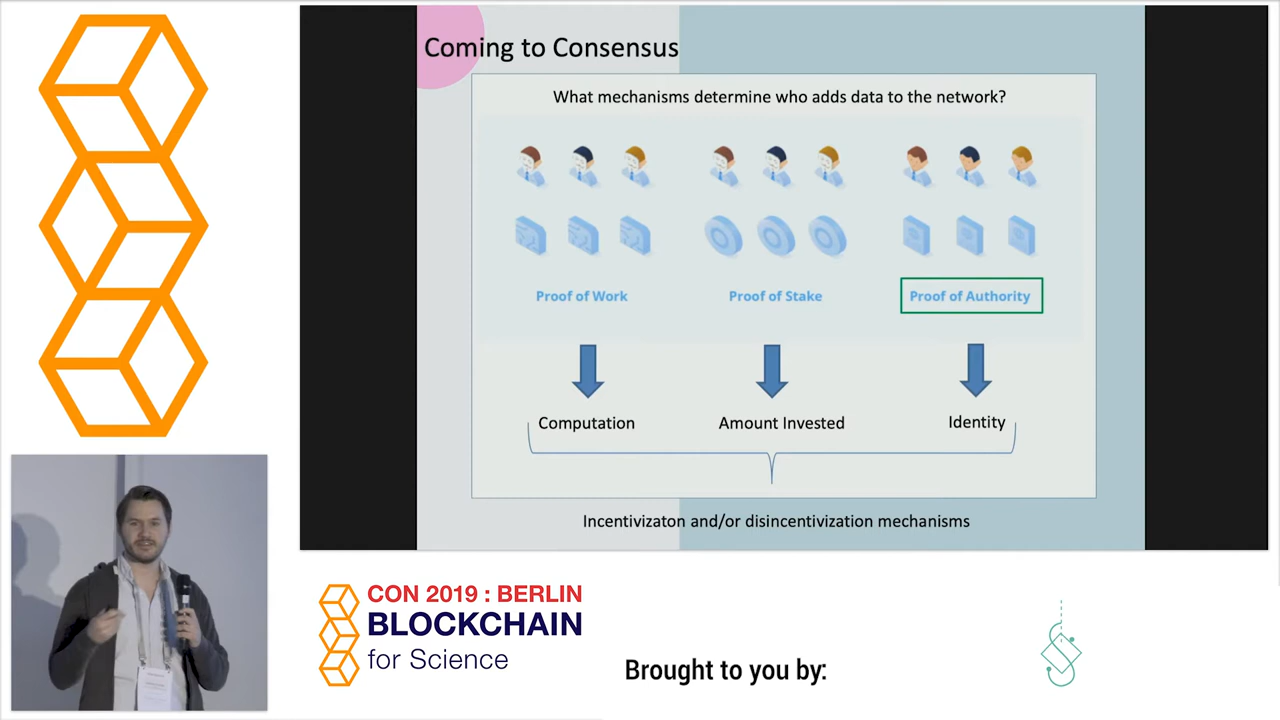 Coming to Consensus
What mechanisms determine who adds data to the network?
Proof of Work
Proof of Stake
Proof of Authority
Computation
Amount Invested
Identity
Incentivizaton and/or disincentivization mechanisms
CON 2019 : BERLIN
BLOCKCHAIN
for Science
Brought to you by: